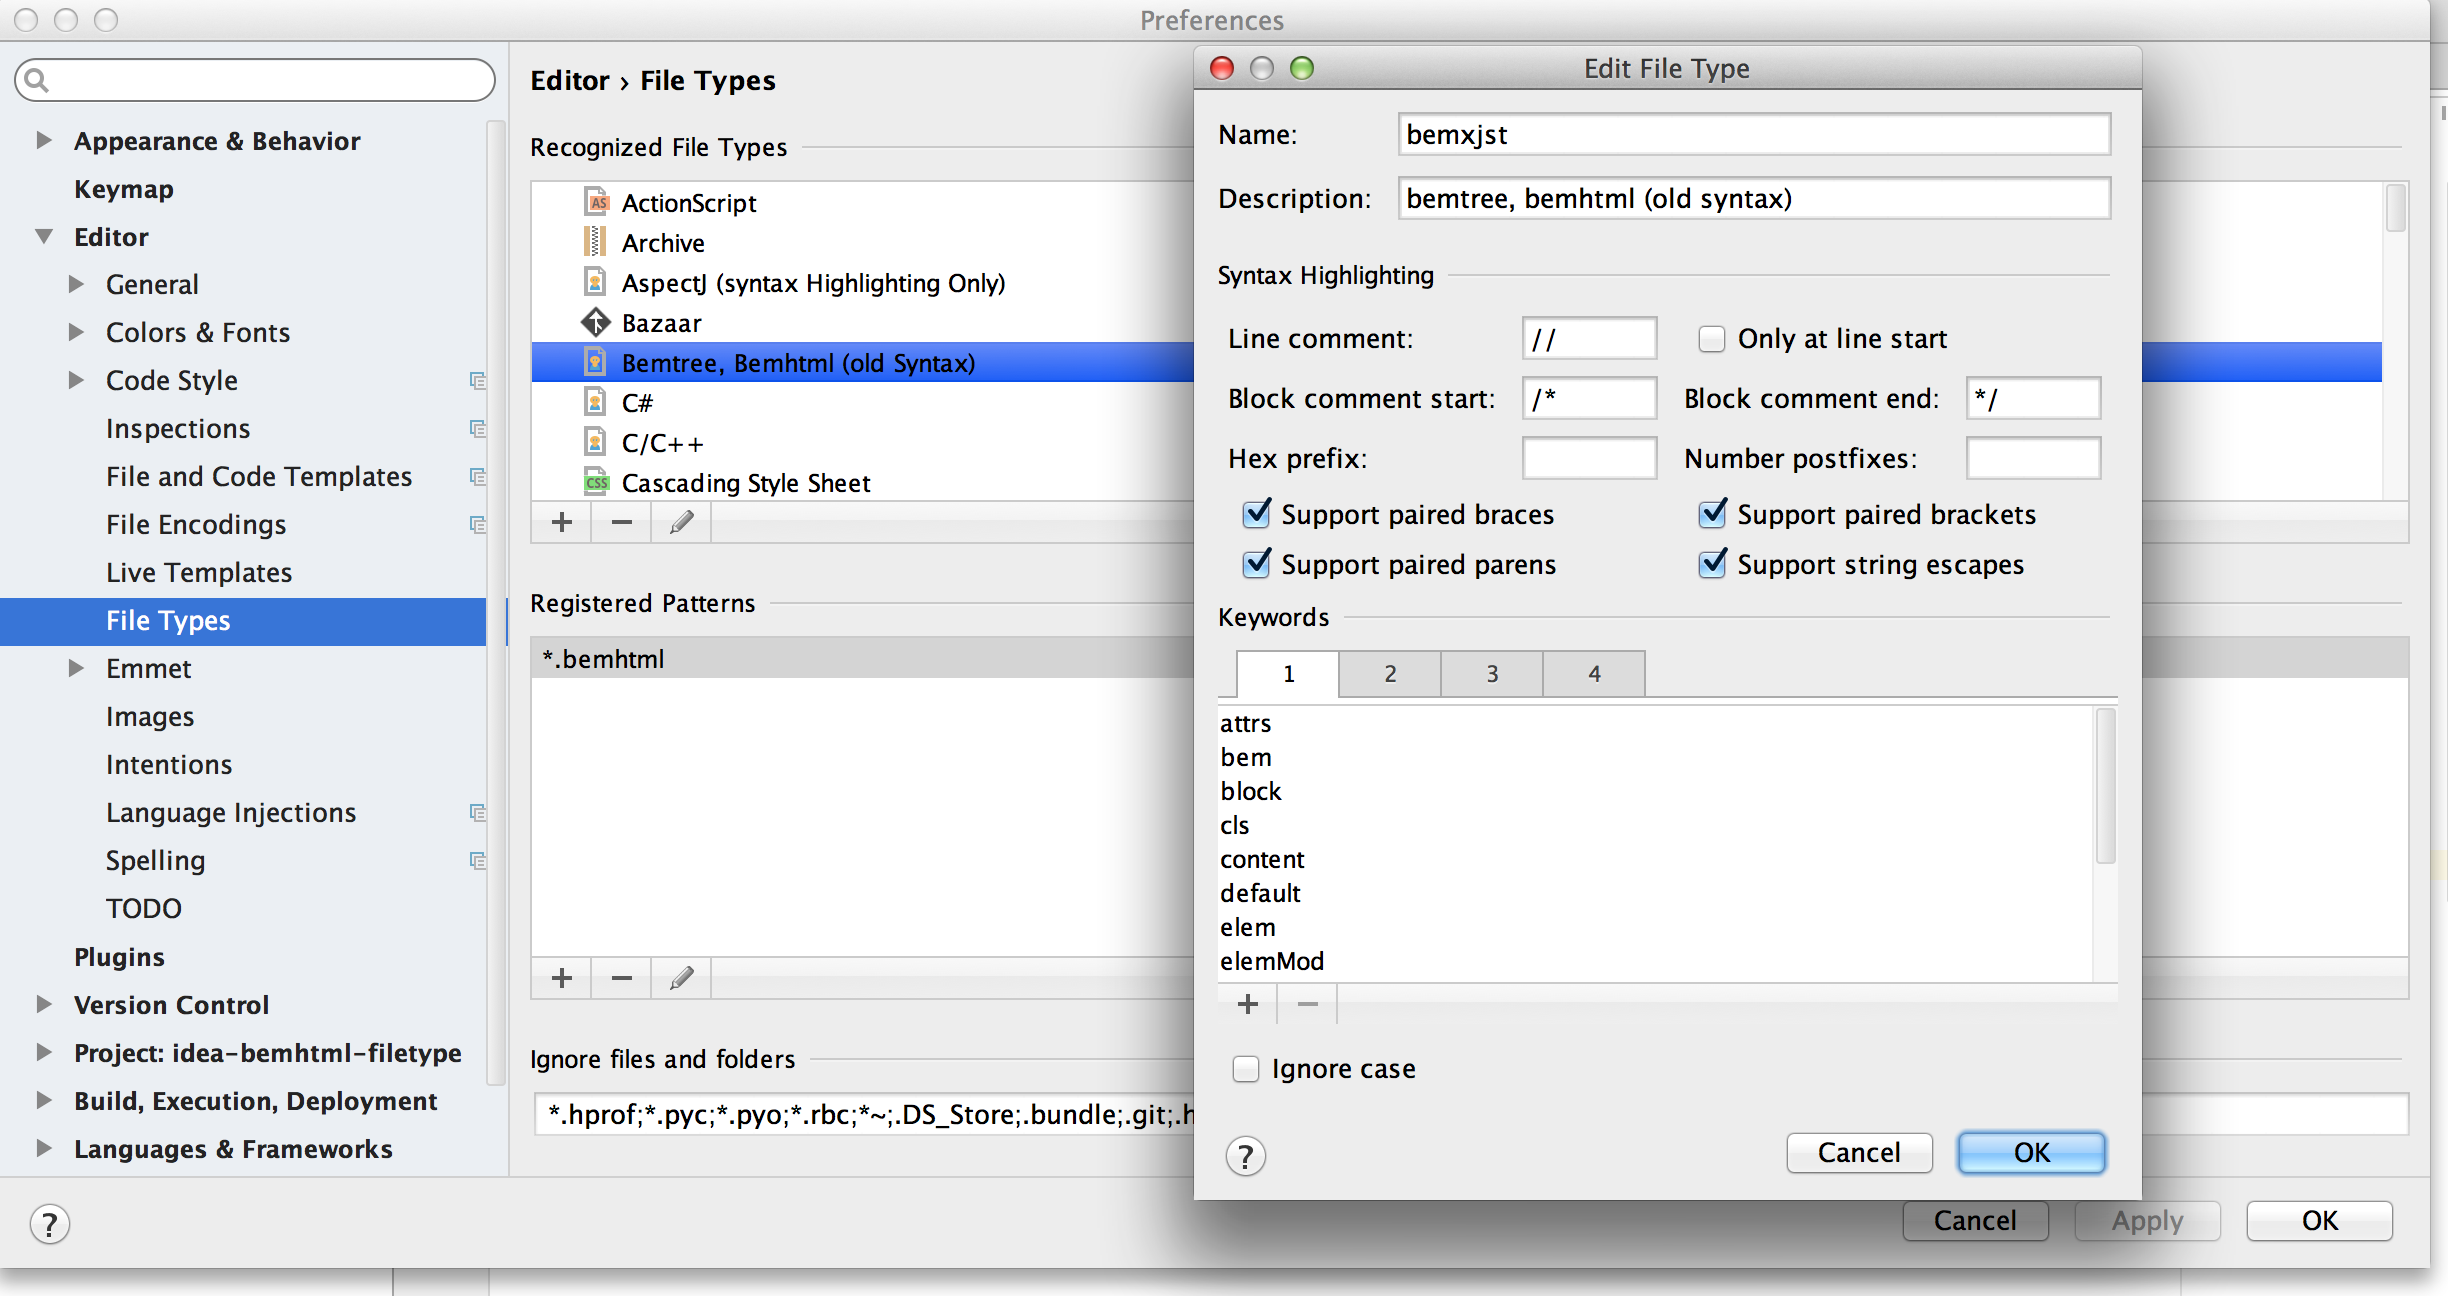 Preferences
Appearance & Behavior
Keymap
Editor
General
Colors & Fonts
Code Style
Inspections
File and Code Templates
File Encodings
Live Templates
File Types
Emmet
Images
Intentions
Language Injections
Spelling
TODO
Plugins
Version Control
Project: idea-bemhtml-filetype
Build, Execution, Deployment
Languages & Frameworks
?
Editor › File Types
Recognized File Types
AS ActionScript
Archive
AspectJ (syntax Highlighting Only)
Bazaar
Bemtree, Bemhtml (old Syntax)
C#
C/C++
CSS Cascading Style Sheet
Registered Patterns
*.bemhtml
Ignore files and folders
*.hprof;*.pyc;*.pyo;*.rbc;*~;.DS_Store;.bundle;.git;.h
Edit File Type
Name: bemxjst
Description: bemtree, bemhtml (old syntax)
Syntax Highlighting
Line comment: // Only at line start
Block comment start: /* Block comment end: */
Hex prefix: Number postfixes:
Support paired braces Support paired brackets
Support paired parens Support string escapes
Keywords
1 2 3 4
attrs
bem
block
cls
content
default
elem
elemMod
Ignore case
? Cancel OK
Cancel Apply OK